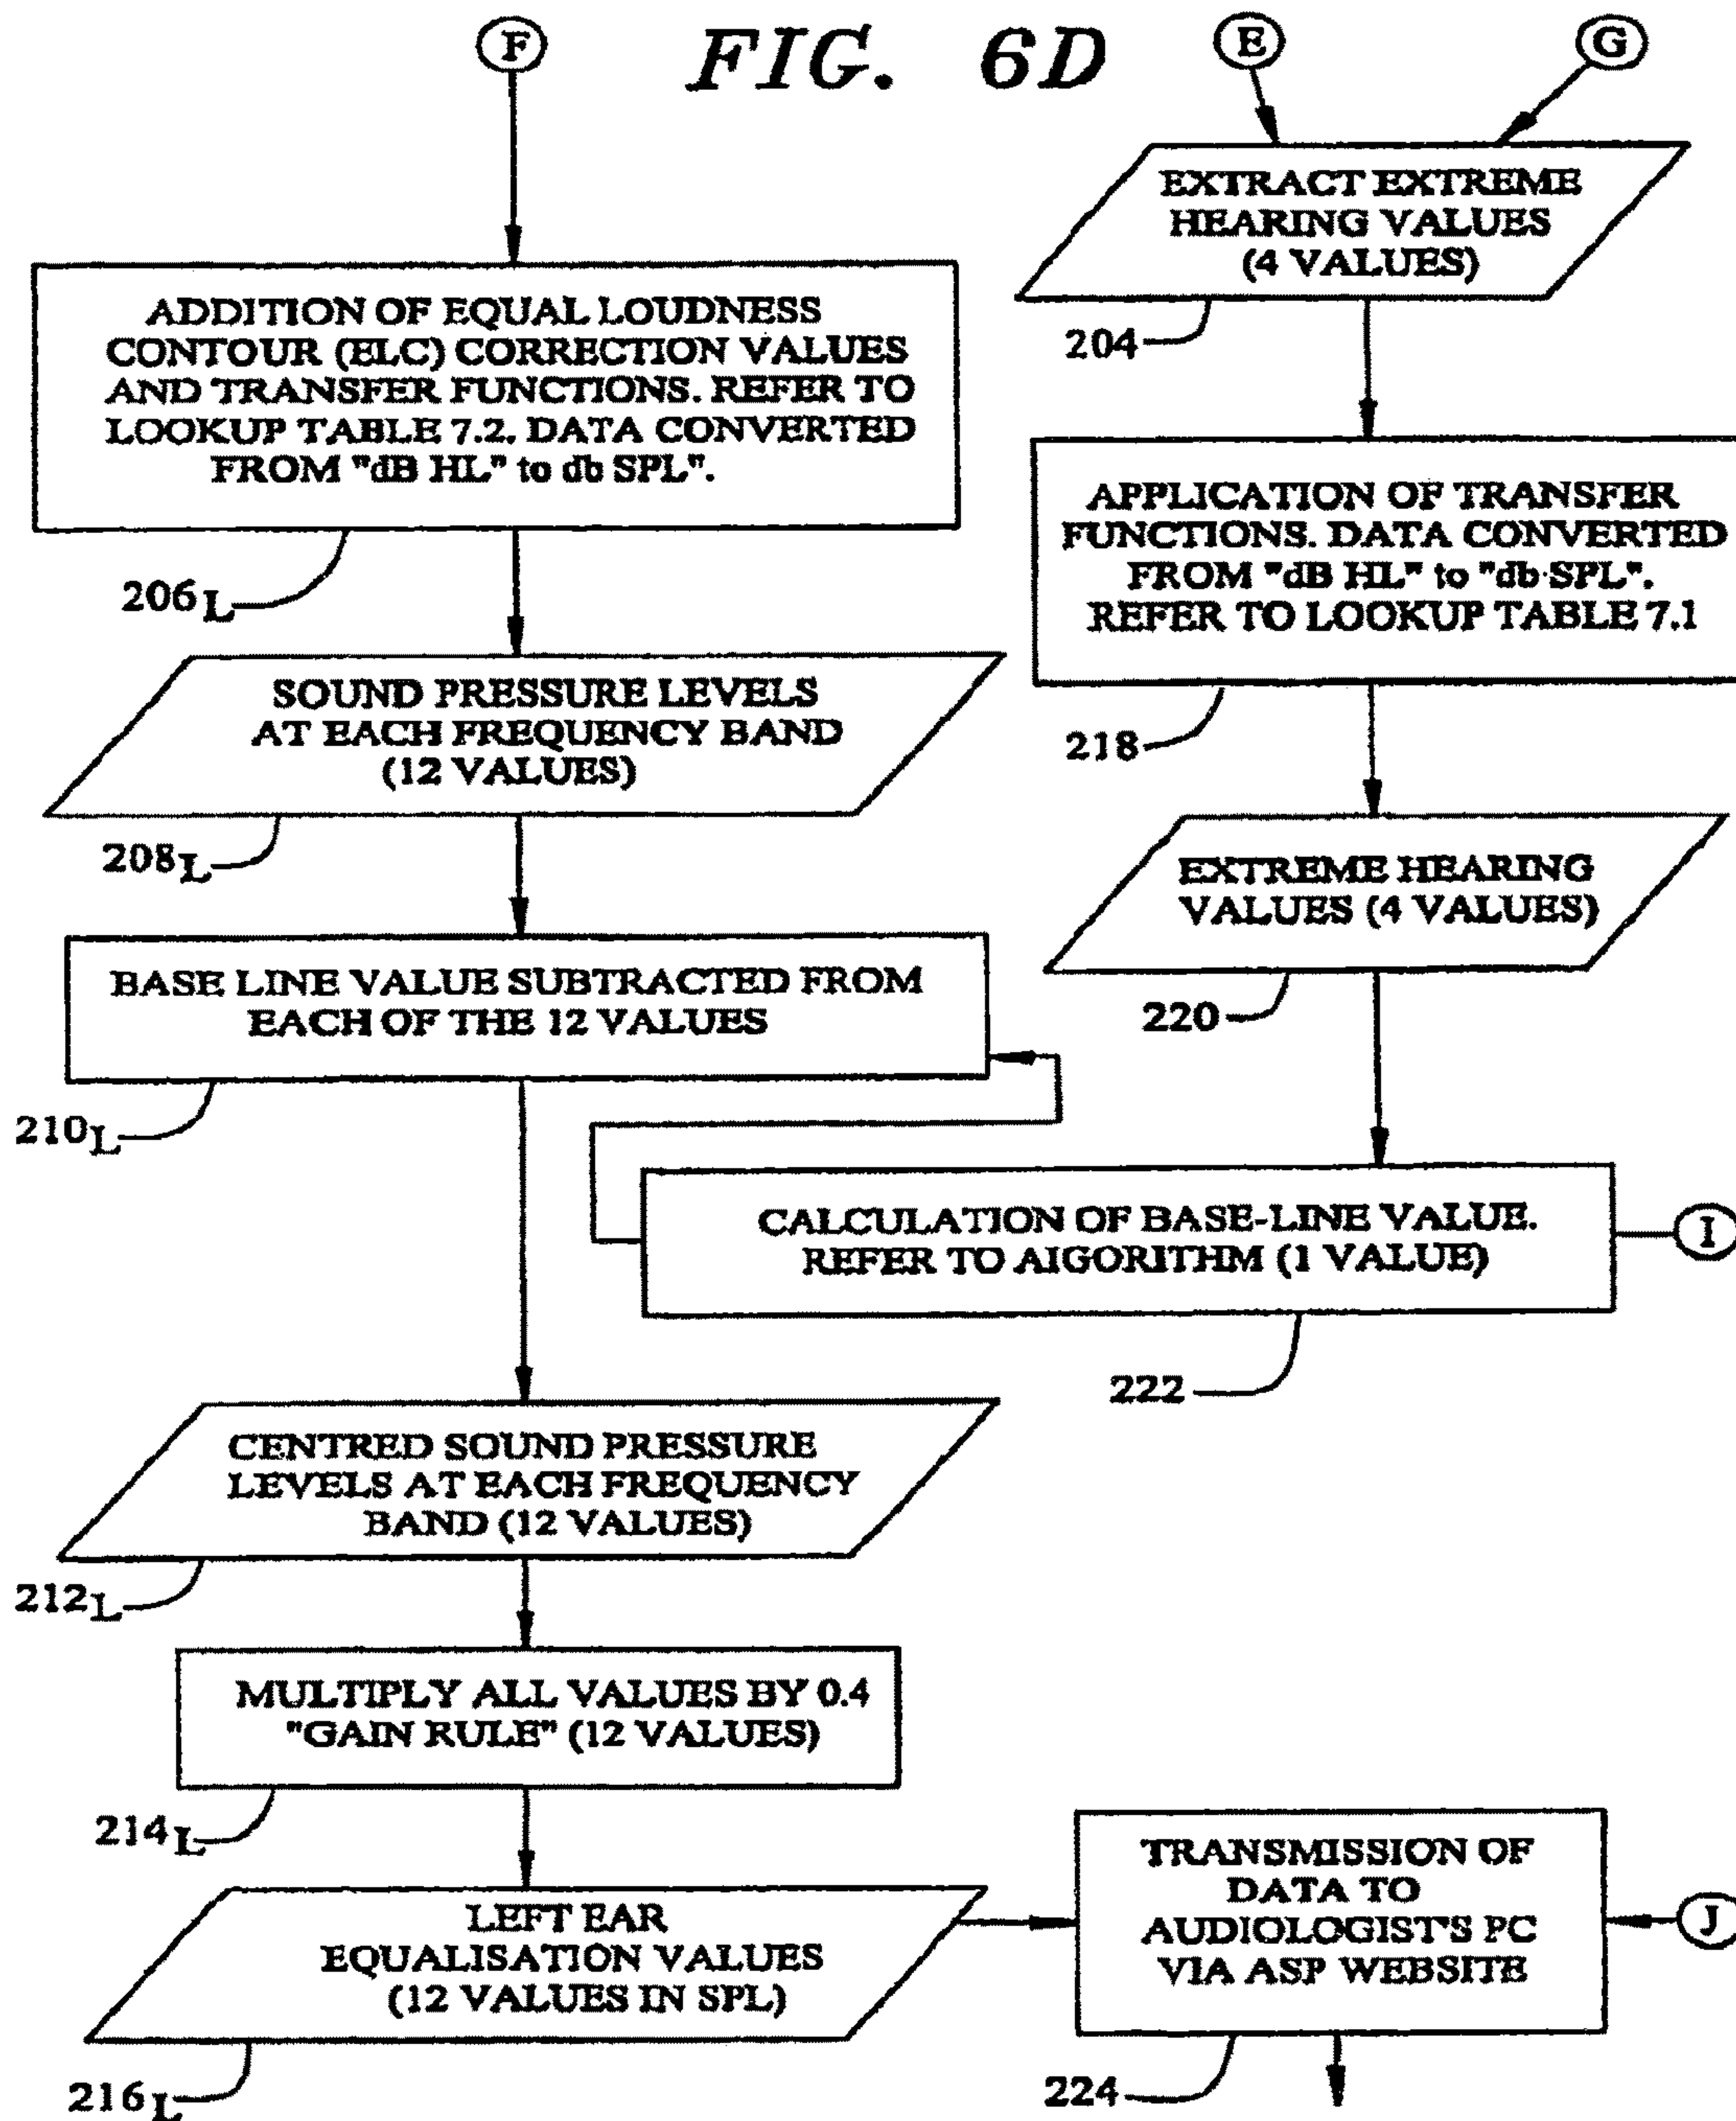 FIG. 6D
F
E
G
EXTRACT EXTREME
HEARING VALUES
(4 VALUES)
204
ADDITION OF EQUAL LOUDNESS
CONTOUR (ELC) CORRECTION VALUES
AND TRANSFER FUNCTIONS. REFER TO
LOOKUP TABLE 7.2. DATA CONVERTED
FROM "dB HL" to db SPL".
206L
APPLICATION OF TRANSFER
FUNCTIONS. DATA CONVERTED
FROM "dB HL" to "db SPL".
REFER TO LOOKUP TABLE 7.1
218
SOUND PRESSURE LEVELS
AT EACH FREQUENCY BAND
(12 VALUES)
208L
EXTREME HEARING
VALUES (4 VALUES)
220
BASE LINE VALUE SUBTRACTED FROM
EACH OF THE 12 VALUES
210L
CALCULATION OF BASE-LINE VALUE.
REFER TO AIGORITHM (1 VALUE)
I
222
CENTRED SOUND PRESSURE
LEVELS AT EACH FREQUENCY
BAND (12 VALUES)
212L
MULTIPLY ALL VALUES BY 0.4
"GAIN RULE" (12 VALUES)
214L
LEFT EAR
EQUALISATION VALUES
(12 VALUES IN SPL)
216L
TRANSMISSION OF
DATA TO
AUDIOLOGIST'S PC
VIA ASP WEBSITE
J
224